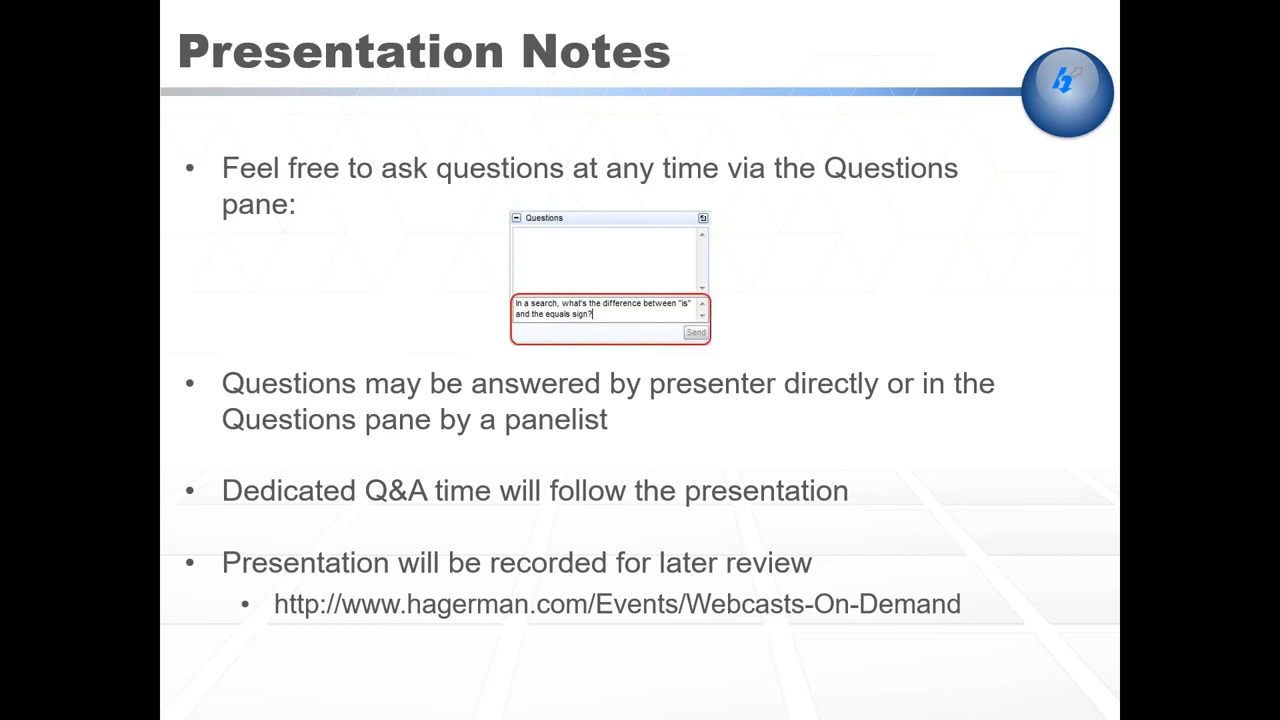 Presentation Notes
• Feel free to ask questions at any time via the Questions
pane:
Questions
In a search, what's the difference between "is"
and the equals sign?
Send
• Questions may be answered by presenter directly or in the
Questions pane by a panelist
• Dedicated Q&A time will follow the presentation
• Presentation will be recorded for later review
• http://www.hagerman.com/Events/Webcasts-On-Demand